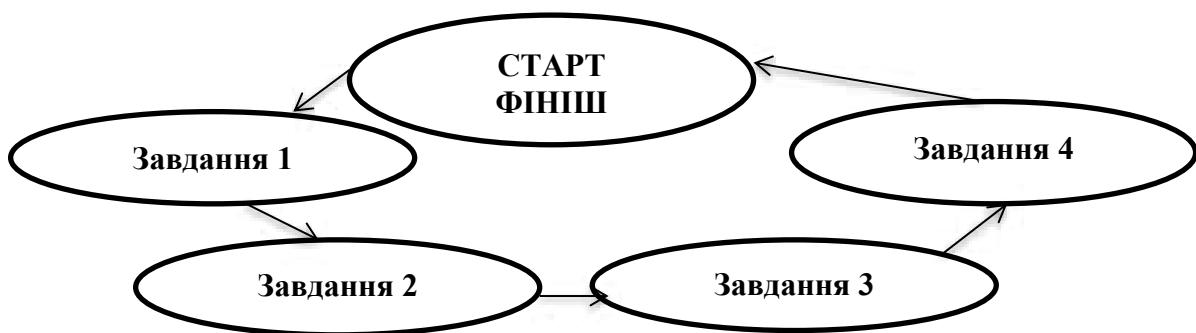 СТАРТ
ФІНІШ
Завдання 1
Завдання 4
Завдання 2
Завдання 3